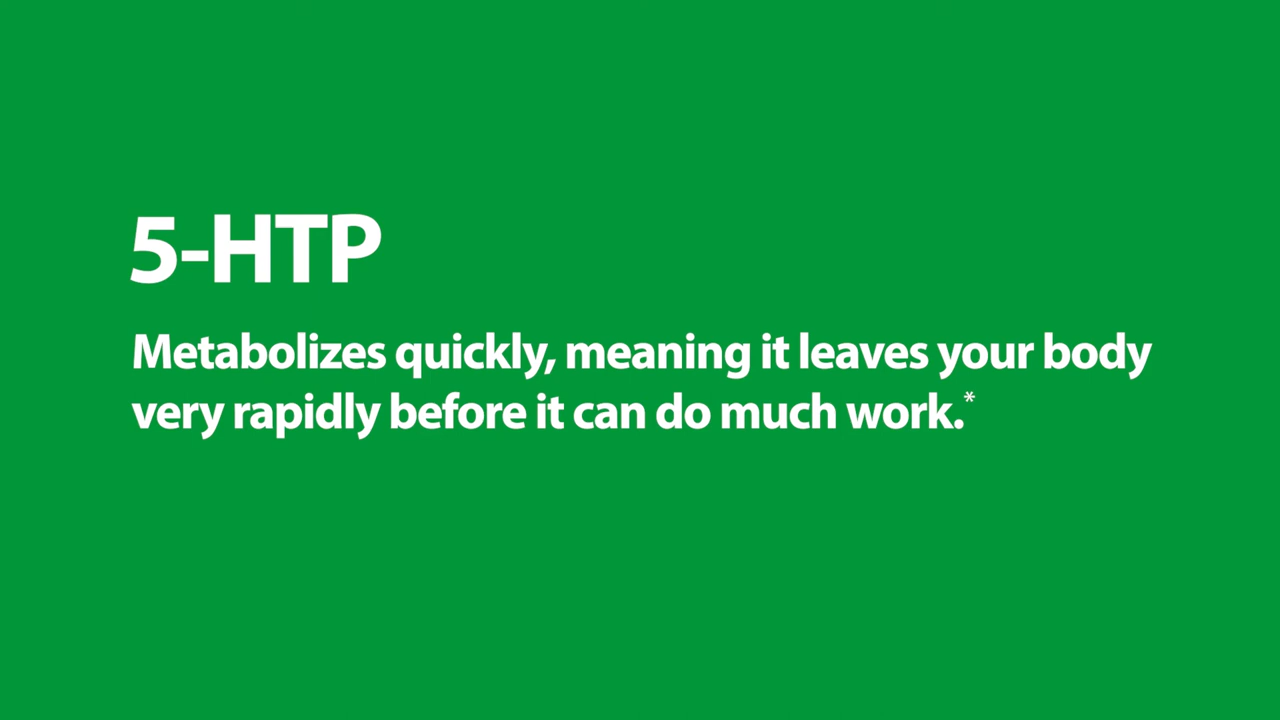 5-HTP
Metabolizes quickly, meaning it leaves your body
very rapidly before it can do much work.*